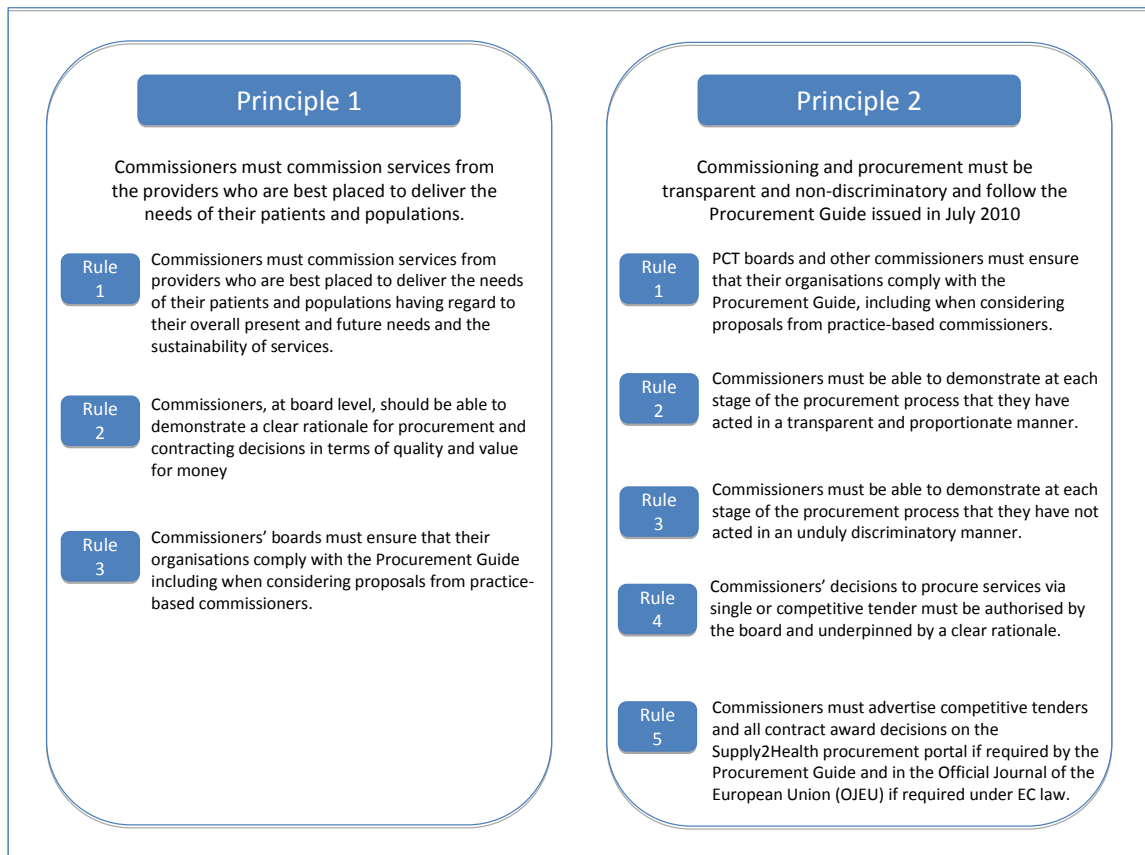 Principle 1
Commissioners must commission services from
the providers who are best placed to deliver the
needs of their patients and populations.
Rule
1
Commissioners must commission services from
providers who are best placed to deliver the needs
of their patients and populations having regard to
their overall present and future needs and the
sustainability of services.
Rule
2
Commissioners, at board level, should be able to
demonstrate a clear rationale for procurement and
contracting decisions in terms of quality and value
for money
Rule
3
Commissioners’ boards must ensure that their
organisations comply with the Procurement Guide
including when considering proposals from practice-
based commissioners.
Principle 2
Commissioning and procurement must be
transparent and non-discriminatory and follow the
Procurement Guide issued in July 2010
Rule
1
PCT boards and other commissioners must ensure
that their organisations comply with the
Procurement Guide, including when considering
proposals from practice-based commissioners.
Rule
2
Commissioners must be able to demonstrate at each
stage of the procurement process that they have
acted in a transparent and proportionate manner.
Rule
3
Commissioners must be able to demonstrate at each
stage of the procurement process that they have not
acted in an unduly discriminatory manner.
Rule
4
Commissioners’ decisions to procure services via
single or competitive tender must be authorised by
the board and underpinned by a clear rationale.
Rule
5
Commissioners must advertise competitive tenders
and all contract award decisions on the
Supply2Health procurement portal if required by the
Procurement Guide and in the Official Journal of the
European Union (OJEU) if required under EC law.